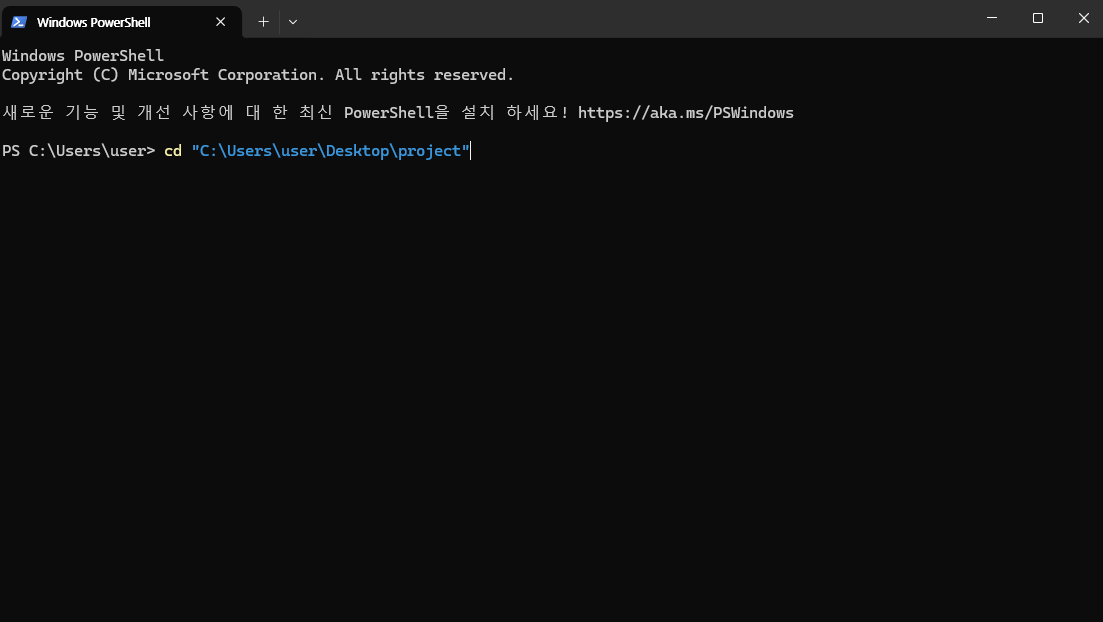 Windows PowerShell
Windows PowerShell
Copyright (C) Microsoft Corporation. All rights reserved.
새로운 기능 및 개선 사항에 대 한 최신 PowerShell을 설치 하세요! https://aka.ms/PSWindows
PS C:\Users\user> cd "C:\Users\user\Desktop\project"